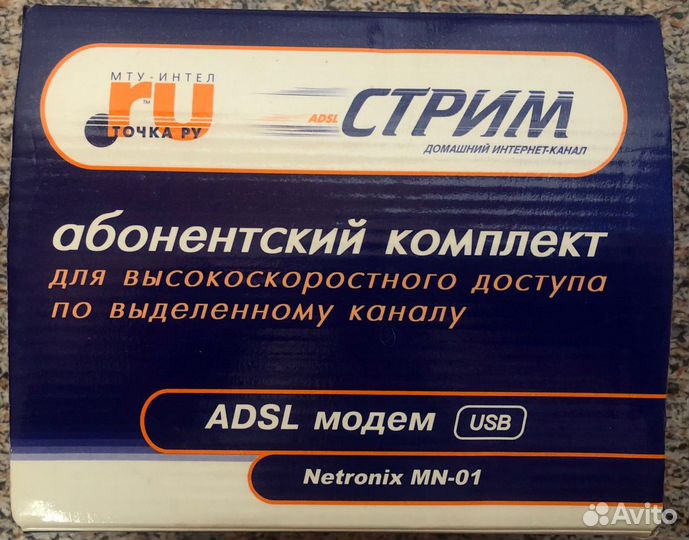 МТУ-ИНТЕЛ
.ru™
ТОЧКА РУ
ADSL СТРИМ
ДОМАШНИЙ ИНТЕРНЕТ-КАНАЛ
абонентский комплект
для высокоскоростного доступа
по выделенному каналу
ADSL модем USB
Netronix MN-01
Avito